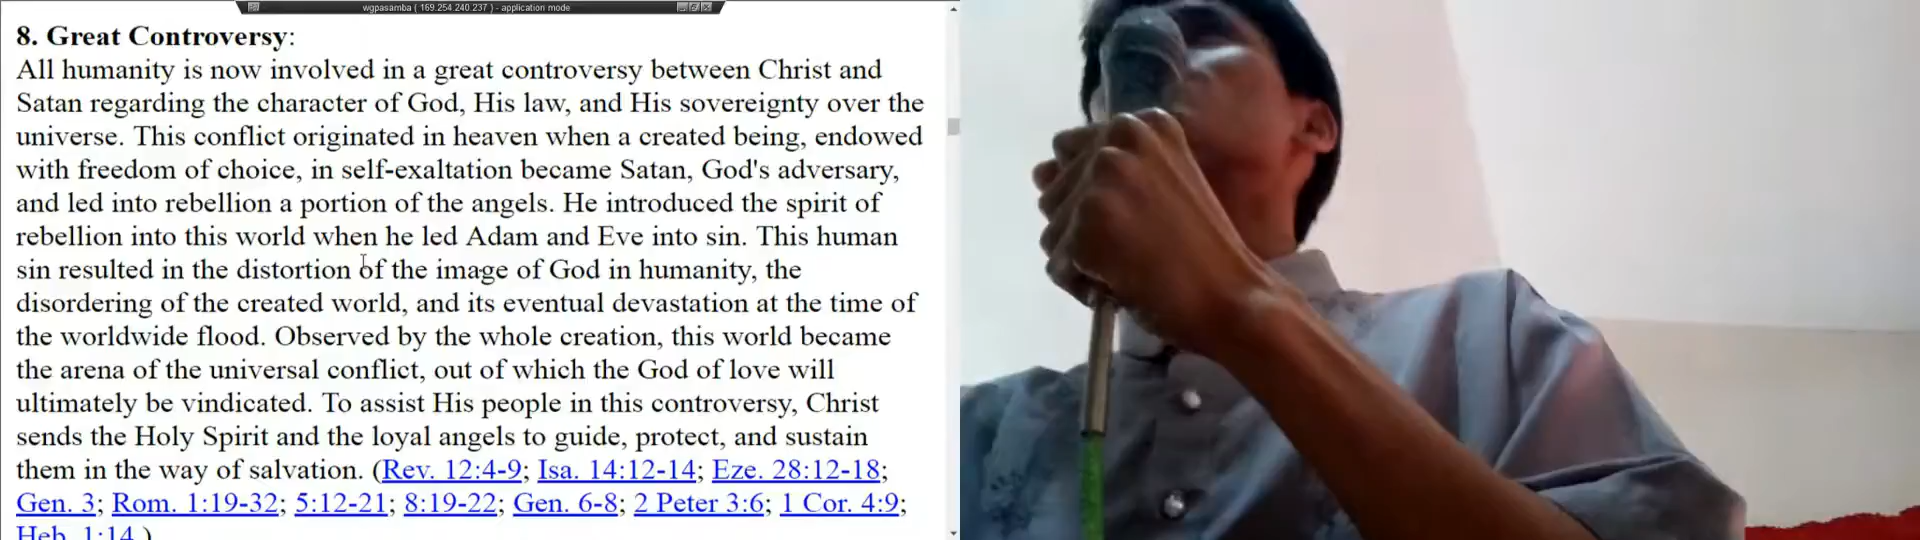 wgpasamba ( 169.254.240.237 ) - application mode
8. Great Controversy:
All humanity is now involved in a great controversy between Christ and
Satan regarding the character of God, His law, and His sovereignty over the
universe. This conflict originated in heaven when a created being, endowed
with freedom of choice, in self-exaltation became Satan, God's adversary,
and led into rebellion a portion of the angels. He introduced the spirit of
rebellion into this world when he led Adam and Eve into sin. This human
sin resulted in the distortion of the image of God in humanity, the
disordering of the created world, and its eventual devastation at the time of
the worldwide flood. Observed by the whole creation, this world became
the arena of the universal conflict, out of which the God of love will
ultimately be vindicated. To assist His people in this controversy, Christ
sends the Holy Spirit and the loyal angels to guide, protect, and sustain
them in the way of salvation. (Rev. 12:4-9; Isa. 14:12-14; Eze. 28:12-18;
Gen. 3; Rom. 1:19-32; 5:12-21; 8:19-22; Gen. 6-8; 2 Peter 3:6; 1 Cor. 4:9;
Heb. 1:14.)